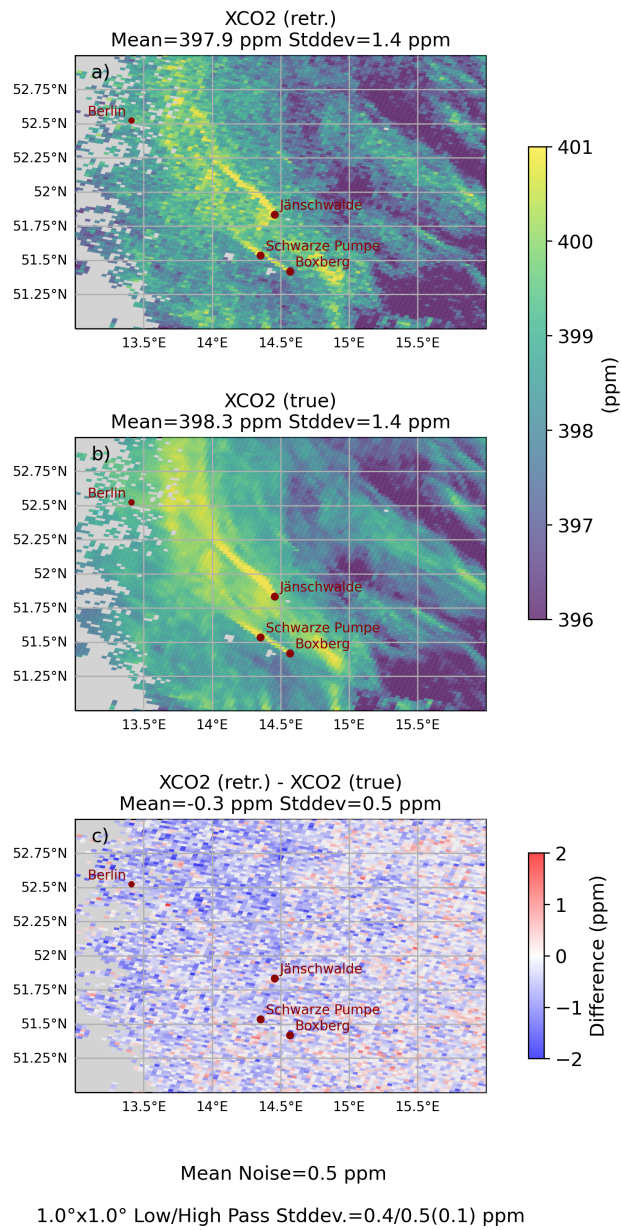 XCO2 (retr.)
Mean=397.9 ppm Stddev=1.4 ppm
a)
52.75°N
Berlin
52.5°N
52.25°N
52°N
Jänschwalde
51.75°N
Schwarze Pumpe
51.5°N
Boxberg
51.25°N
13.5°E
14°E
14.5°E
15°E
15.5°E
XCO2 (true)
Mean=398.3 ppm Stddev=1.4 ppm
b)
52.75°N
Berlin
52.5°N
52.25°N
52°N
Jänschwalde
51.75°N
Schwarze Pumpe
51.5°N
Boxberg
51.25°N
13.5°E
14°E
14.5°E
15°E
15.5°E
401
400
399
398
397
396
(ppm)
XCO2 (retr.) - XCO2 (true)
Mean=-0.3 ppm Stddev=0.5 ppm
c)
52.75°N
Berlin
52.5°N
52.25°N
52°N
Jänschwalde
51.75°N
Schwarze Pumpe
51.5°N
Boxberg
51.25°N
13.5°E
14°E
14.5°E
15°E
15.5°E
2
1
0
−1
−2
Difference (ppm)
Mean Noise=0.5 ppm
1.0°x1.0° Low/High Pass Stddev.=0.4/0.5(0.1) ppm